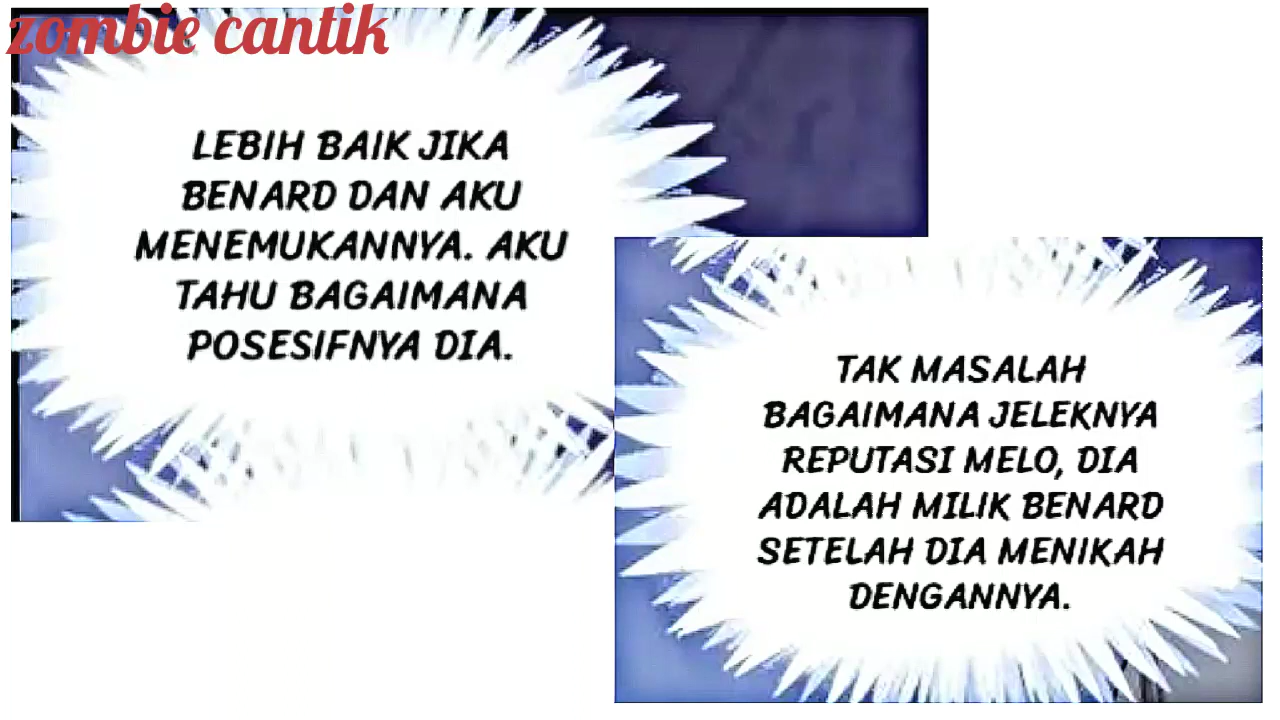 zombie cantik
LEBIH BAIK JIKA
BENARD DAN AKU
MENEMUKANNYA. AKU
TAHU BAGAIMANA
POSESIFNYA DIA.
TAK MASALAH
BAGAIMANA JELEKNYA
REPUTASI MELO, DIA
ADALAH MILIK BENARD
SETELAH DIA MENIKAH
DENGANNYA.